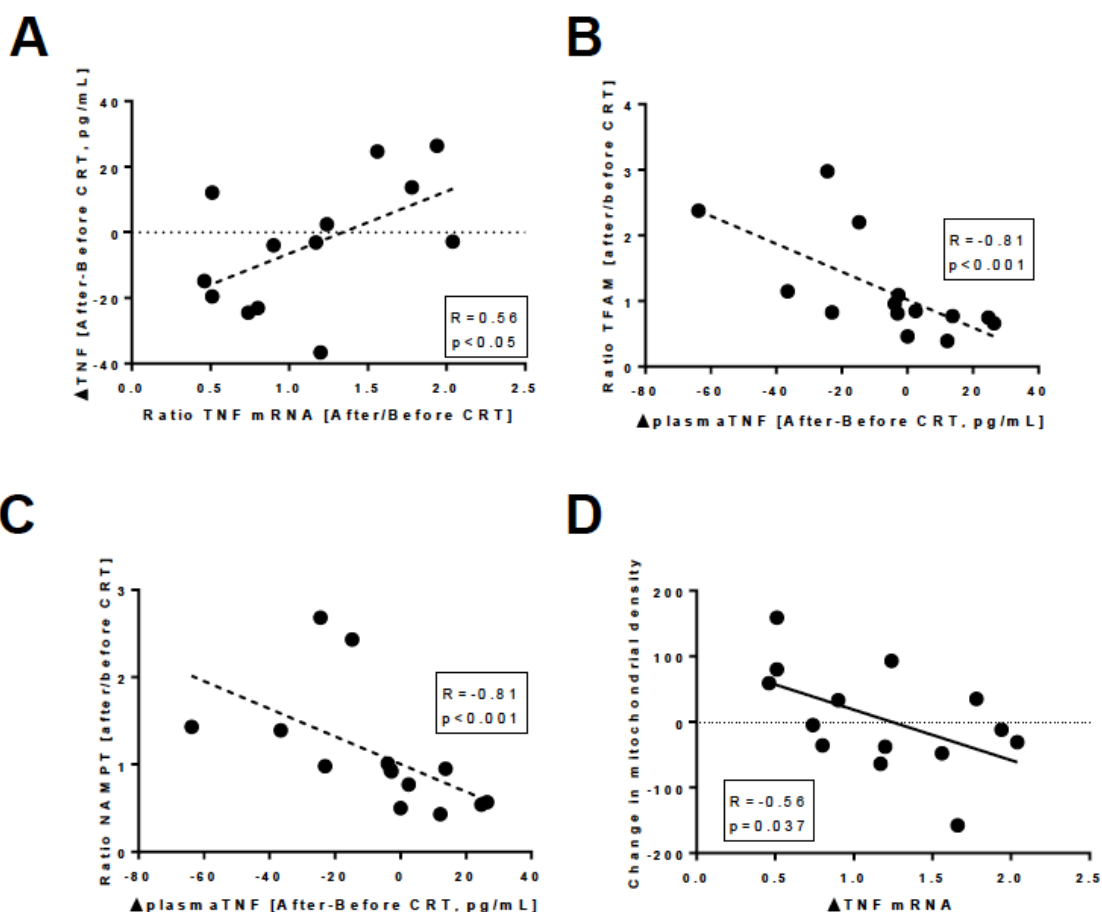 A
▲TNF [After-Before CRT, pg/mL]
40
20
0
-20
-40
R=0.56
p<0.05
0.0 0.5 1.0 1.5 2.0 2.5
Ratio TNF mRNA [After/Before CRT]
B
Ratio TFAM [after/before CRT]
4
3
2
1
0
R=-0.81
p<0.001
-80 -60 -40 -20 0 20 40
▲plasmaTNF [After-Before CRT, pg/mL]
C
Ratio NAMPT [after/before CRT]
3
2
1
0
R=-0.81
p<0.001
-80 -60 -40 -20 0 20 40
▲plasmaTNF [After-Before CRT, pg/mL]
D
Change in mitochondrial density
200
100
0
-100
-200
R=-0.56
p=0.037
0.0 0.5 1.0 1.5 2.0 2.5
▲TNF mRNA